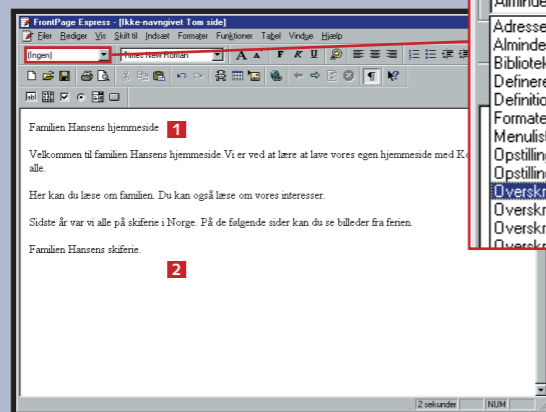 FrontPage Express - [Ikke-navngivet Tom side]
Filer Rediger Vis Skift til Indsæt Formater Funktioner Tabel Vindue Hjælp
(Ingen) Times New Roman A A F K U
abl
Familien Hansens hjemmeside 1
Velkommen til familien Hansens hjemmeside. Vi er ved at lære at lave vores egen hjemmeside med K
alle.
Her kan du læse om familien. Du kan også læse om vores interesser.
Sidste år var vi alle på skiferie i Norge. På de følgende sider kan du se billeder fra ferien.
Familien Hansens skiferie.
2
2 sekunder NUM
Alminde
Adresse
Alminde
Bibliotek
Definere
Definitio
Formate
Menulist
Opstilling
Opstilling
Overskr
Overskr
Overskr
Overskr